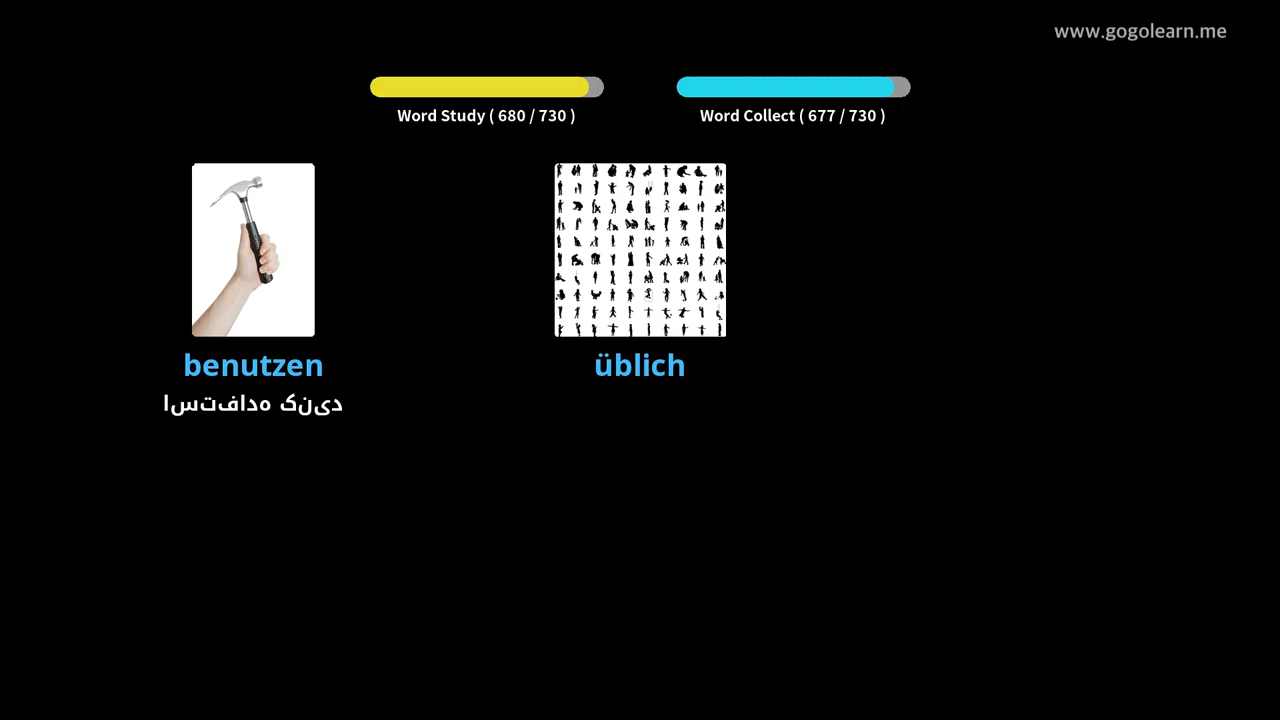 www.gogolearn.me
Word Study ( 680 / 730 )
Word Collect ( 677 / 730 )
benutzen
استفاده کنید
üblich